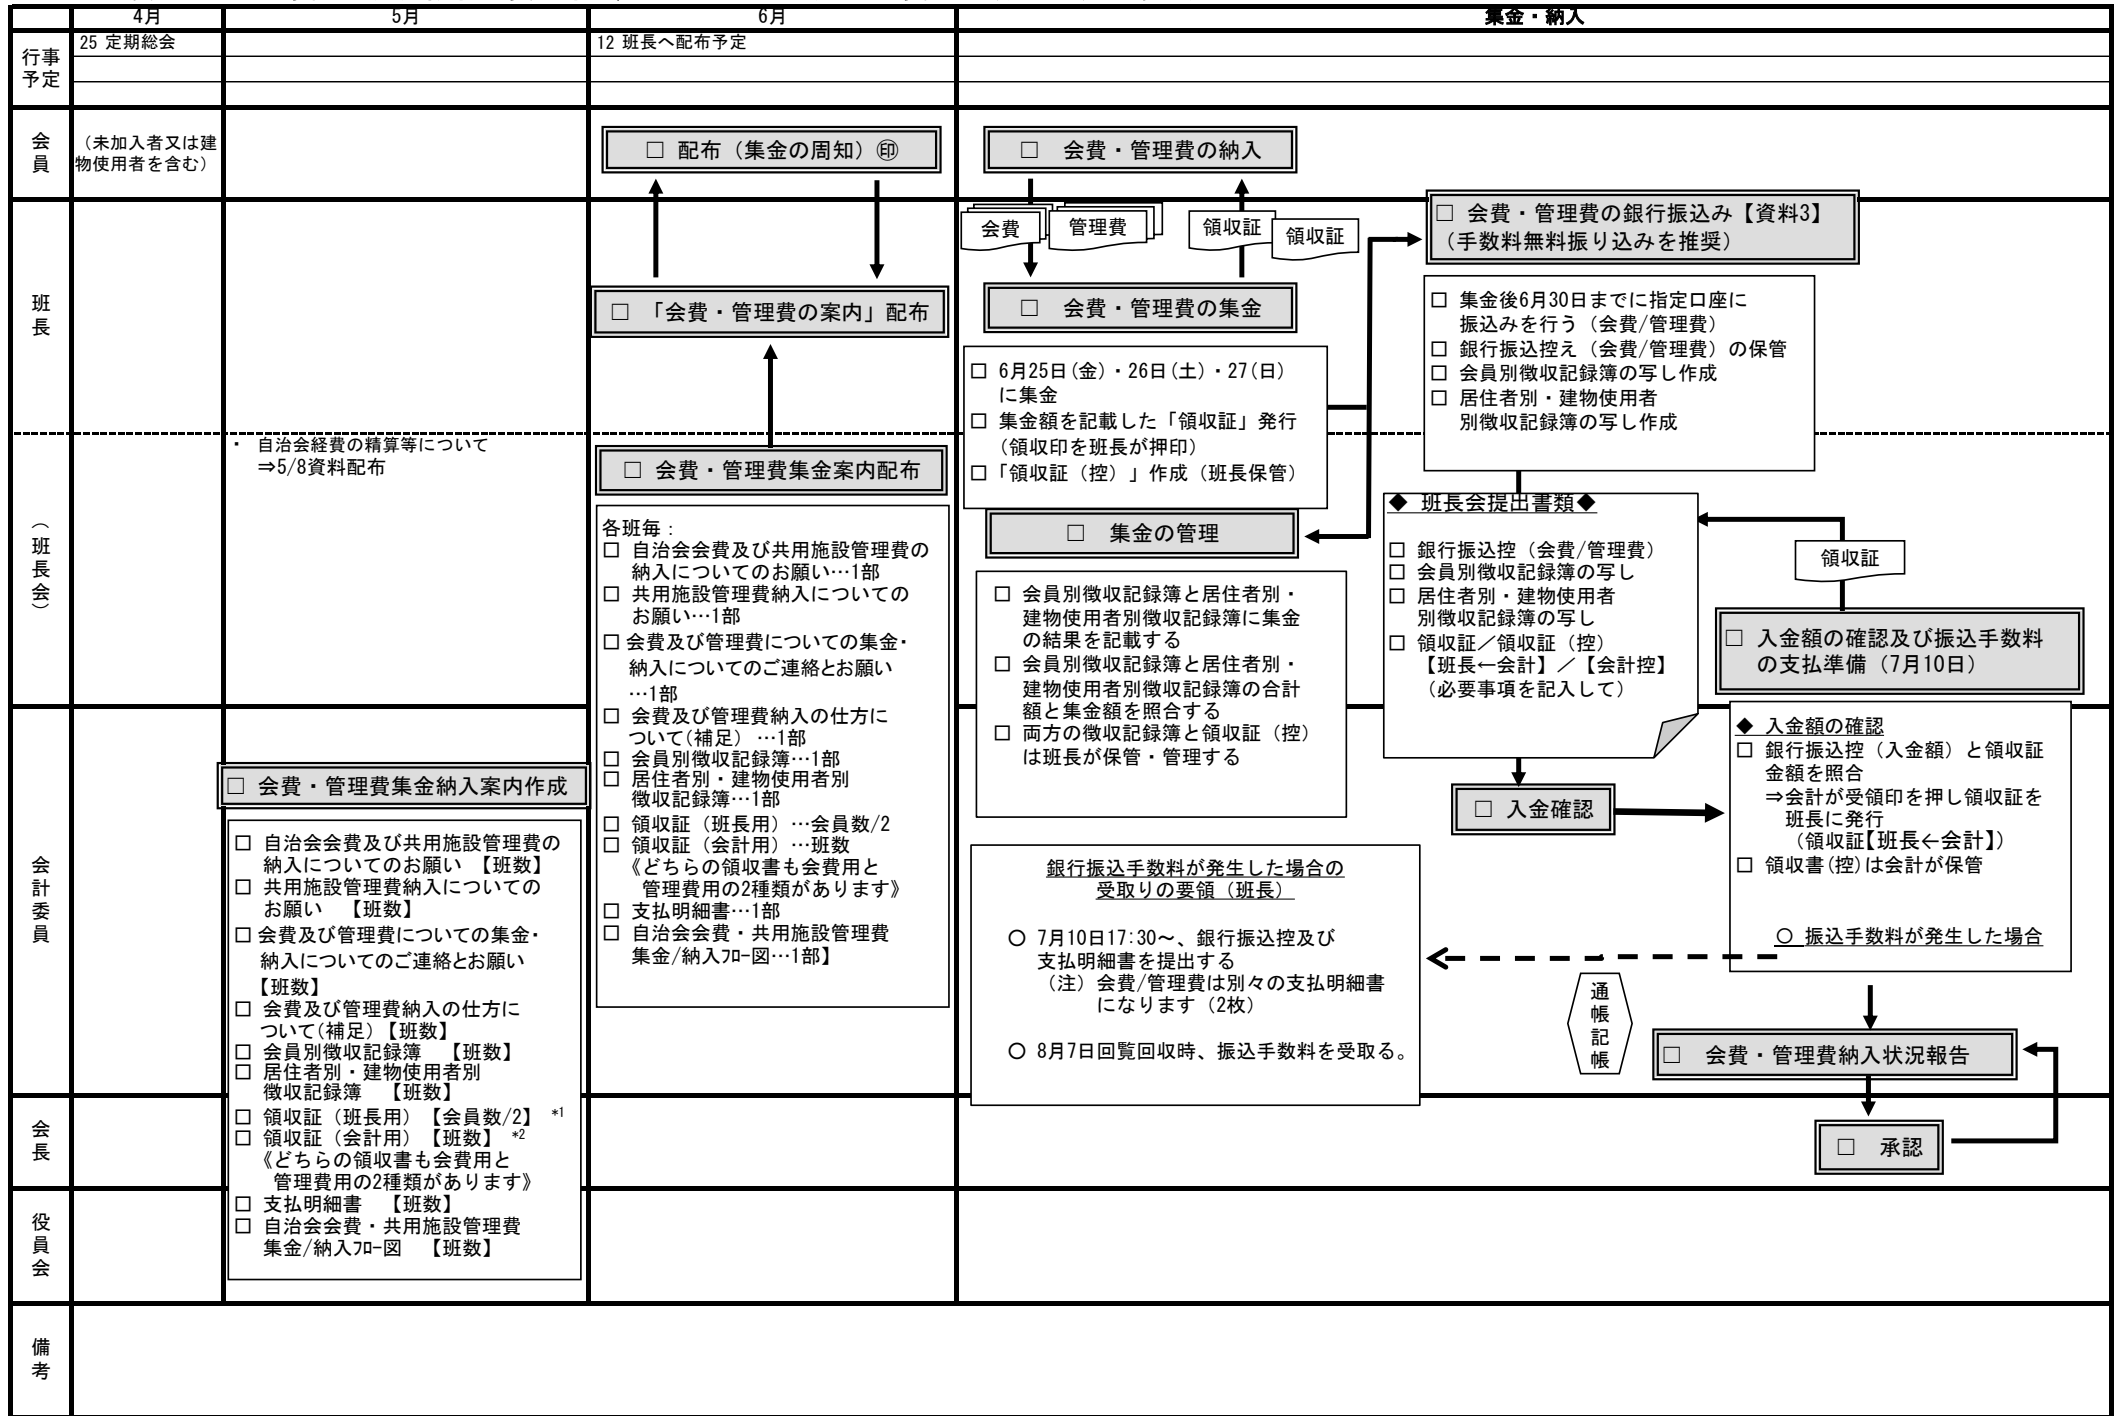 4月
5月
6月
集金・納入
行事
予定
25 定期総会
12 班長へ配布予定
会員
（未加入者又は建
物使用者を含む）
□ 配布（集金の周知）㊞
□ 会費・管理費の納入
班長
会費
管理費
領収証
領収証
□ 会費・管理費の銀行振込み【資料3】
（手数料無料振り込みを推奨）
□ 「会費・管理費の案内」配布
□ 会費・管理費の集金
□ 集金後6月30日までに指定口座に
振込みを行う（会費/管理費）
□ 銀行振込控え（会費/管理費）の保管
□ 会員別徴収記録簿の写し作成
□ 居住者別・建物使用者
別徴収記録簿の写し作成
□ 6月25日(金)・26日(土)・27(日)
に集金
□ 集金額を記載した「領収証」発行
（領収印を班長が押印）
□「領収証（控）」作成（班長保管）
（班長会）
・ 自治会経費の精算等について
⇒5/8資料配布
□ 会費・管理費集金案内配布
各班毎：
□ 自治会会費及び共用施設管理費の
納入についてのお願い…1部
□ 共用施設管理費納入についての
お願い…1部
□ 会費及び管理費についての集金・
納入についてのご連絡とお願い
…1部
□ 会費及び管理費納入の仕方に
ついて(補足) …1部
□ 会員別徴収記録簿…1部
□ 居住者別・建物使用者別
徴収記録簿…1部
□ 領収証（班長用）…会員数/2
□ 領収証（会計用）…班数
《どちらの領収書も会費用と
管理費用の2種類があります》
□ 支払明細書…1部
□ 自治会会費・共用施設管理費
集金/納入ﾌﾛｰ図…1部】
□ 集金の管理
□ 会員別徴収記録簿と居住者別・
建物使用者別徴収記録簿に集金
の結果を記載する
□ 会員別徴収記録簿と居住者別・
建物使用者別徴収記録簿の合計
額と集金額を照合する
□ 両方の徴収記録簿と領収証（控）
は班長が保管・管理する
◆ 班長会提出書類◆
□ 銀行振込控（会費/管理費）
□ 会員別徴収記録簿の写し
□ 居住者別・建物使用者
別徴収記録簿の写し
□ 領収証／領収証（控）
【班長←会計】／【会計控】
（必要事項を記入して）
領収証
□ 入金額の確認及び振込手数料
の支払準備（7月10日）
会計委員
□ 会費・管理費集金納入案内作成
□ 自治会会費及び共用施設管理費の
納入についてのお願い 【班数】
□ 共用施設管理費納入についての
お願い 【班数】
□ 会費及び管理費についての集金・
納入についてのご連絡とお願い
【班数】
□ 会費及び管理費納入の仕方に
ついて(補足)【班数】
□ 会員別徴収記録簿 【班数】
□ 居住者別・建物使用者別
徴収記録簿 【班数】
□ 領収証（班長用）【会員数/2】 *1
□ 領収証（会計用）【班数】 *2
《どちらの領収書も会費用と
管理費用の2種類があります》
□ 支払明細書 【班数】
□ 自治会会費・共用施設管理費
集金/納入ﾌﾛｰ図 【班数】
□ 入金確認
◆ 入金額の確認
□ 銀行振込控（入金額）と領収証
金額を照合
⇒会計が受領印を押し領収証を
班長に発行
（領収証【班長←会計】）
□ 領収書(控)は会計が保管
○ 振込手数料が発生した場合
銀行振込手数料が発生した場合の
受取りの要領（班長）
○ 7月10日17:30～、銀行振込控及び
支払明細書を提出する
（注）会費/管理費は別々の支払明細書
になります（2枚）
○ 8月7日回覧回収時、振込手数料を受取る。
通帳記帳
□ 会費・管理費納入状況報告
会長
□ 承認
役員会
備考